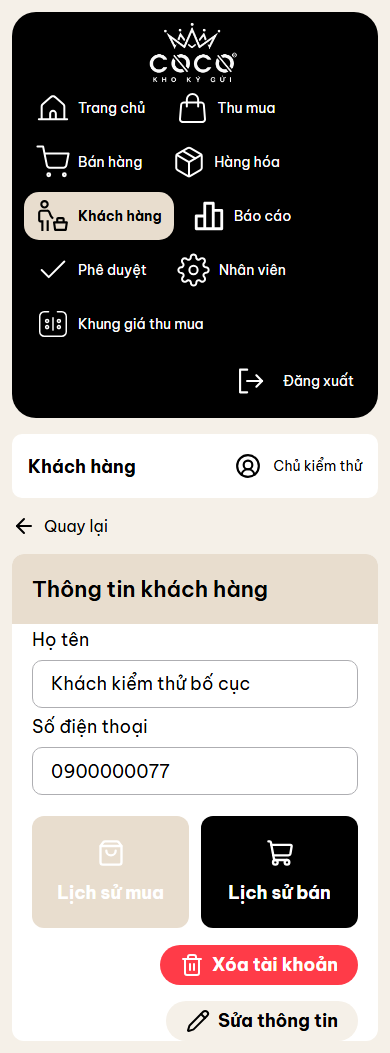 COCO®
KHO KÝ GỬI
Trang chủ
Thu mua
Bán hàng
Hàng hóa
Khách hàng
Báo cáo
Phê duyệt
Nhân viên
Khung giá thu mua
Đăng xuất
Khách hàng
Chủ kiểm thử
Quay lại
Thông tin khách hàng
Họ tên
Khách kiểm thử bố cục
Số điện thoại
0900000077
Lịch sử mua
Lịch sử bán
Xóa tài khoản
Sửa thông tin